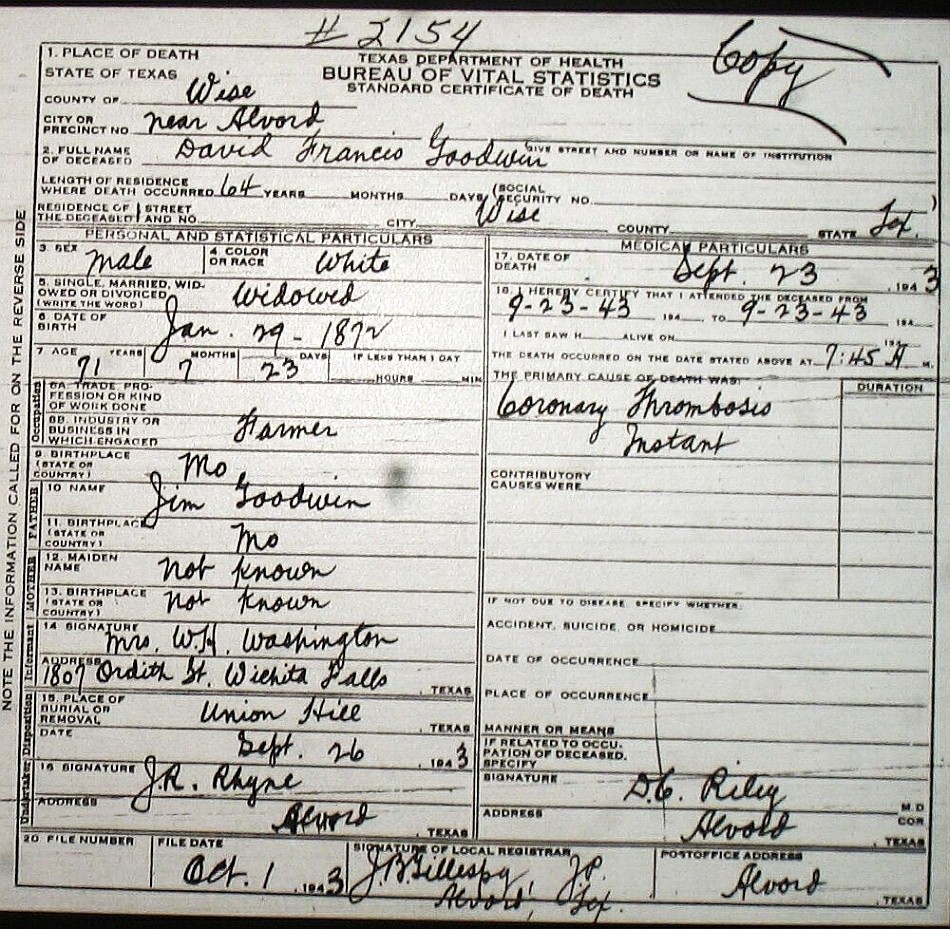 # 2154
Copy
1. PLACE OF DEATH
TEXAS DEPARTMENT OF HEALTH
BUREAU OF VITAL STATISTICS
STANDARD CERTIFICATE OF DEATH
STATE OF TEXAS
COUNTY OF Wise
CITY OR PRECINCT NO. near Alvord
GIVE STREET AND NUMBER OR NAME OF INSTITUTION
2. FULL NAME OF DECEASED David Francis Goodwin
LENGTH OF RESIDENCE WHERE DEATH OCCURRED 64 YEARS MONTHS DAYS (SOCIAL SECURITY NO. )
RESIDENCE OF THE DECEASED STREET AND NO. CITY Wise COUNTY STATE Tex.
PERSONAL AND STATISTICAL PARTICULARS
3. SEX Male
4. COLOR OR RACE White
5. SINGLE, MARRIED, WIDOWED OR DIVORCED (WRITE THE WORD) Widowed
6. DATE OF BIRTH Jan. 29 - 1872
7 AGE YEARS 71 MONTHS 7 DAYS 23 IF LESS THAN 1 DAY HOURS MIN
Occupation
8A. TRADE, PROFESSION OR KIND OF WORK DONE
8B. INDUSTRY OR BUSINESS IN WHICH ENGAGED Farmer
9. BIRTHPLACE (STATE OR COUNTRY) Mo
FATHER
10. NAME Jim Goodwin
11. BIRTHPLACE (STATE OR COUNTRY) Mo
MOTHER
12. MAIDEN NAME Not known
13. BIRTHPLACE (STATE OR COUNTRY) Not known
Informant
14 SIGNATURE Mrs. W.H. Washington
ADDRESS 1807 Ordith St. Wichita Falls, TEXAS
Disposition
15. PLACE OF BURIAL OR REMOVAL Union Hill, TEXAS
DATE Sept. 26 1943
Undertaker
16 SIGNATURE J.R. Rhyne
ADDRESS Alvord, TEXAS
MEDICAL PARTICULARS
17. DATE OF DEATH Sept. 23 1943
18. I HEREBY CERTIFY THAT I ATTENDED THE DECEASED FROM
9-23-43 194 TO 9-23-43 194
I LAST SAW H ALIVE ON 194
THE DEATH OCCURRED ON THE DATE STATED ABOVE AT 7:45 A M.
THE PRIMARY CAUSE OF DEATH WAS: DURATION
Coronary Thrombosis
Instant
CONTRIBUTORY CAUSES WERE
IF NOT DUE TO DISEASE, SPECIFY WHETHER:
ACCIDENT, SUICIDE, OR HOMICIDE
DATE OF OCCURRENCE
PLACE OF OCCURRENCE
MANNER OR MEANS
IF RELATED TO OCCUPATION OF DECEASED, SPECIFY
SIGNATURE D.C. Riley M.D COR
ADDRESS Alvord, TEXAS
20 FILE NUMBER
FILE DATE Oct. 1, 1943
SIGNATURE OF LOCAL REGISTRAR J.B. Gillespy, J.P.
Alvord, Tex.
POSTOFFICE ADDRESS Alvord, TEXAS
NOTE THE INFORMATION CALLED FOR ON THE REVERSE SIDE